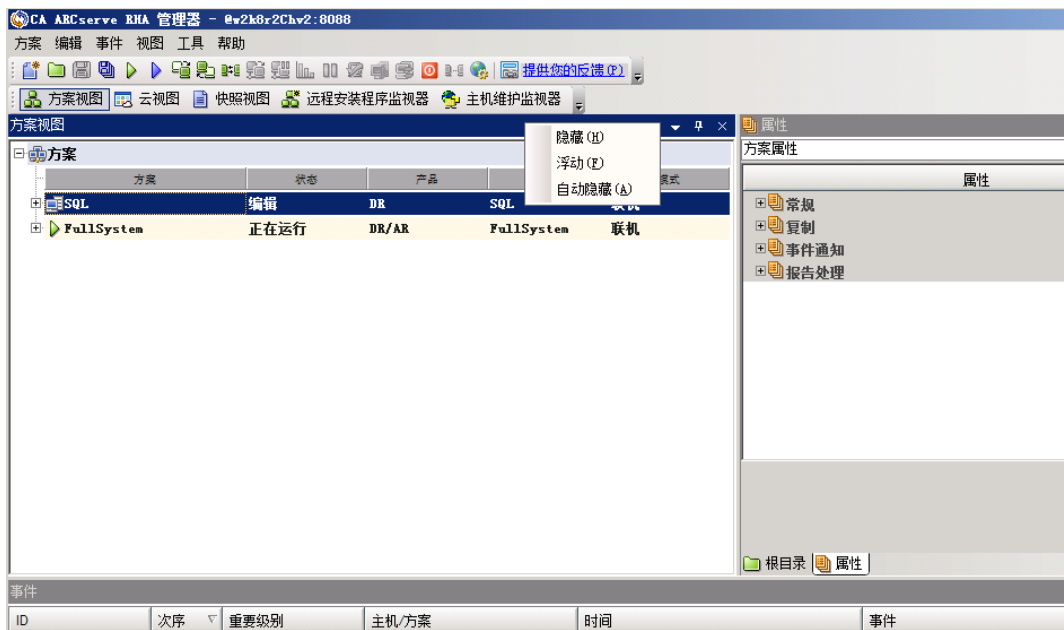 CA ARCserve RHA 管理器 - @w2k8r2Chv2:8088
方案 编辑 事件 视图 工具 帮助
提供您的反馈(P)
方案视图 云视图 快照视图 远程安装程序监视器 主机维护监视器
方案视图
隐藏(H)
浮动(F)
自动隐藏(A)
方案
方案 状态 产品 模式
SQL 编辑 DR SQL 联机
FullSystem 正在运行 DR/AR FullSystem 联机
属性
方案属性
属性
常规
复制
事件通知
报告处理
根目录 属性
事件
ID 次序 重要级别 主机/方案 时间 事件